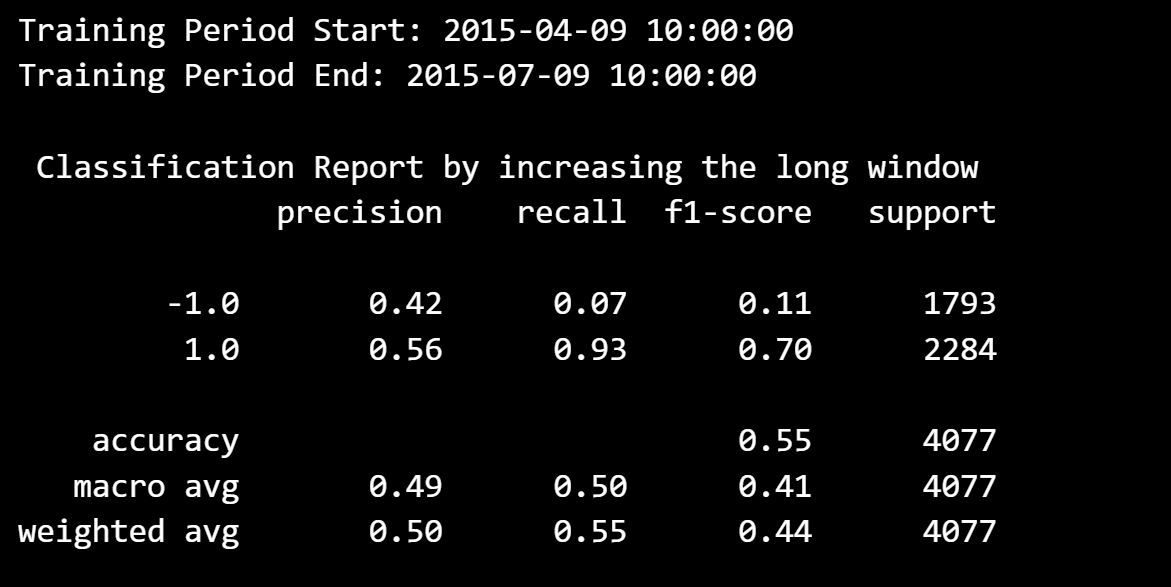 Training Period Start: 2015-04-09 10:00:00
Training Period End: 2015-07-09 10:00:00
Classification Report by increasing the long window
precision recall f1-score support
-1.0 0.42 0.07 0.11 1793
1.0 0.56 0.93 0.70 2284
accuracy 0.55 4077
macro avg 0.49 0.50 0.41 4077
weighted avg 0.50 0.55 0.44 4077